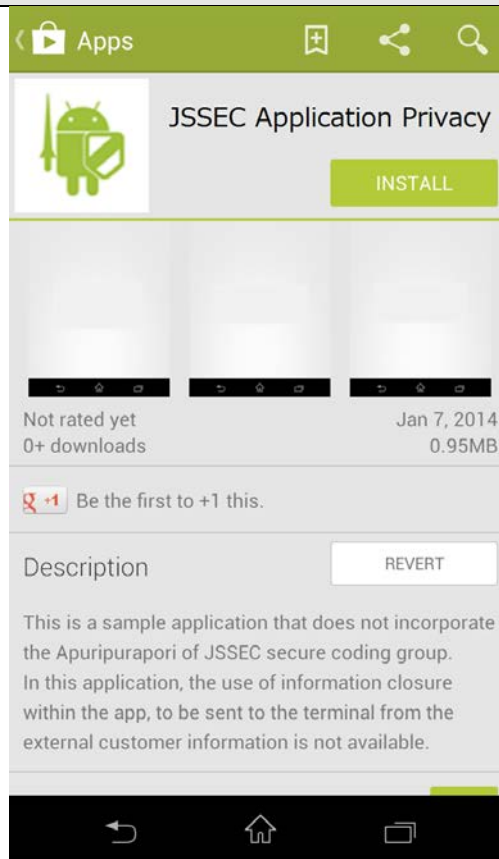 Apps
JSSEC Application Privacy
INSTALL
Not rated yet
Jan 7, 2014
0+ downloads
0.95MB
g +1 Be the first to +1 this.
Description
REVERT
This is a sample application that does not incorporate
the Apuripurapori of JSSEC secure coding group.
In this application, the use of information closure
within the app, to be sent to the terminal from the
external customer information is not available.